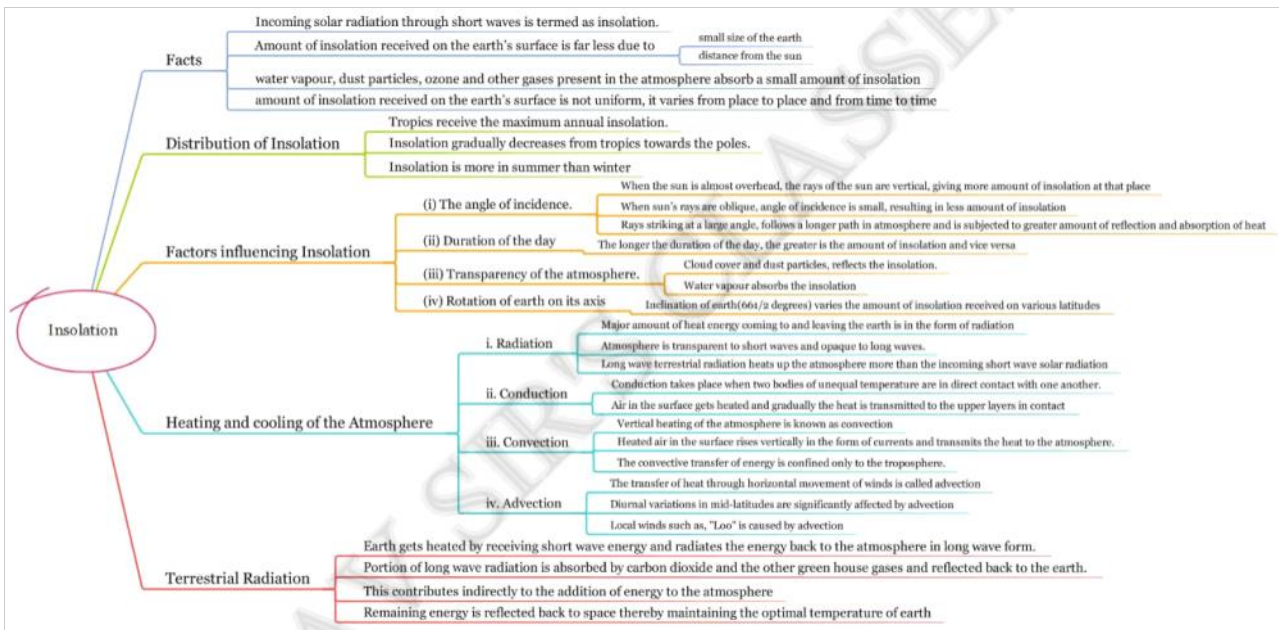 Incoming solar radiation through short waves is termed as insolation.
Amount of insolation received on the earth's surface is far less due to
small size of the earth
distance from the sun
Facts
water vapour, dust particles, ozone and other gases present in the atmosphere absorb a small amount of insolation
amount of insolation received on the earth's surface is not uniform, it varies from place to place and from time to time
Tropics receive the maximum annual insolation.
Distribution of Insolation
Insolation gradually decreases from tropics towards the poles.
Insolation is more in summer than winter
When the sun is almost overhead, the rays of the sun are vertical, giving more amount of insolation at that place
(i) The angle of incidence.
When sun's rays are oblique, angle of incidence is small, resulting in less amount of insolation
Rays striking at a large angle, follows a longer path in atmosphere and is subjected to greater amount of reflection and absorption of heat
(ii) Duration of the day
The longer the duration of the day, the greater is the amount of insolation and vice versa
Factors influencing Insolation
(iii) Transparency of the atmosphere.
Cloud cover and dust particles, reflects the insolation.
Water vapour absorbs the insolation
(iv) Rotation of earth on its axis
Inclination of earth(661/2 degrees) varies the amount of insolation received on various latitudes
Insolation
Major amount of heat energy coming to and leaving the earth is in the form of radiation
i. Radiation
Atmosphere is transparent to short waves and opaque to long waves.
Long wave terrestrial radiation heats up the atmosphere more than the incoming short wave solar radiation
ii. Conduction
Conduction takes place when two bodies of unequal temperature are in direct contact with one another.
Air in the surface gets heated and gradually the heat is transmitted to the upper layers in contact
Heating and cooling of the Atmosphere
Vertical heating of the atmosphere is known as convection
iii. Convection
Heated air in the surface rises vertically in the form of currents and transmits the heat to the atmosphere.
The convective transfer of energy is confined only to the troposphere.
The transfer of heat through horizontal movement of winds is called advection
iv. Advection
Diurnal variations in mid-latitudes are significantly affected by advection
Local winds such as, "Loo" is caused by advection
Earth gets heated by receiving short wave energy and radiates the energy back to the atmosphere in long wave form.
Portion of long wave radiation is absorbed by carbon dioxide and the other green house gases and reflected back to the earth.
Terrestrial Radiation
This contributes indirectly to the addition of energy to the atmosphere
Remaining energy is reflected back to space thereby maintaining the optimal temperature of earth